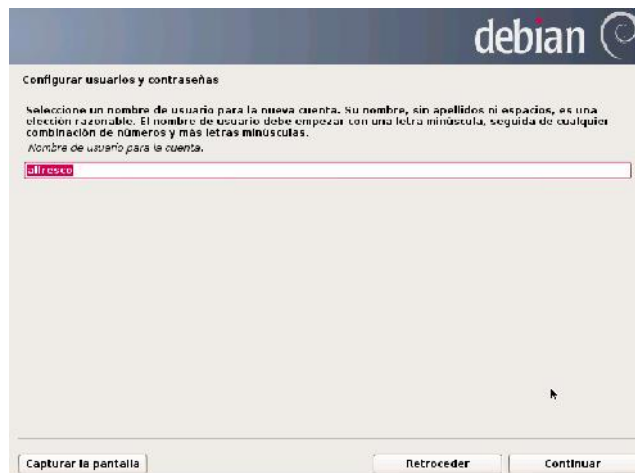 debian
Configurar usuarios y contraseñas
Seleccione un nombre de usuario para la nueva cuenta. Su nombre, sin apellidos ni espacios, es una
elección razonable. El nombre de usuario debe empezar con una letra minúscula, seguida de cualquier
combinación de números y más letras minúsculas.
Nombre de usuario para la cuenta.
alfresco
Capturar la pantalla
Retroceder
Continuar